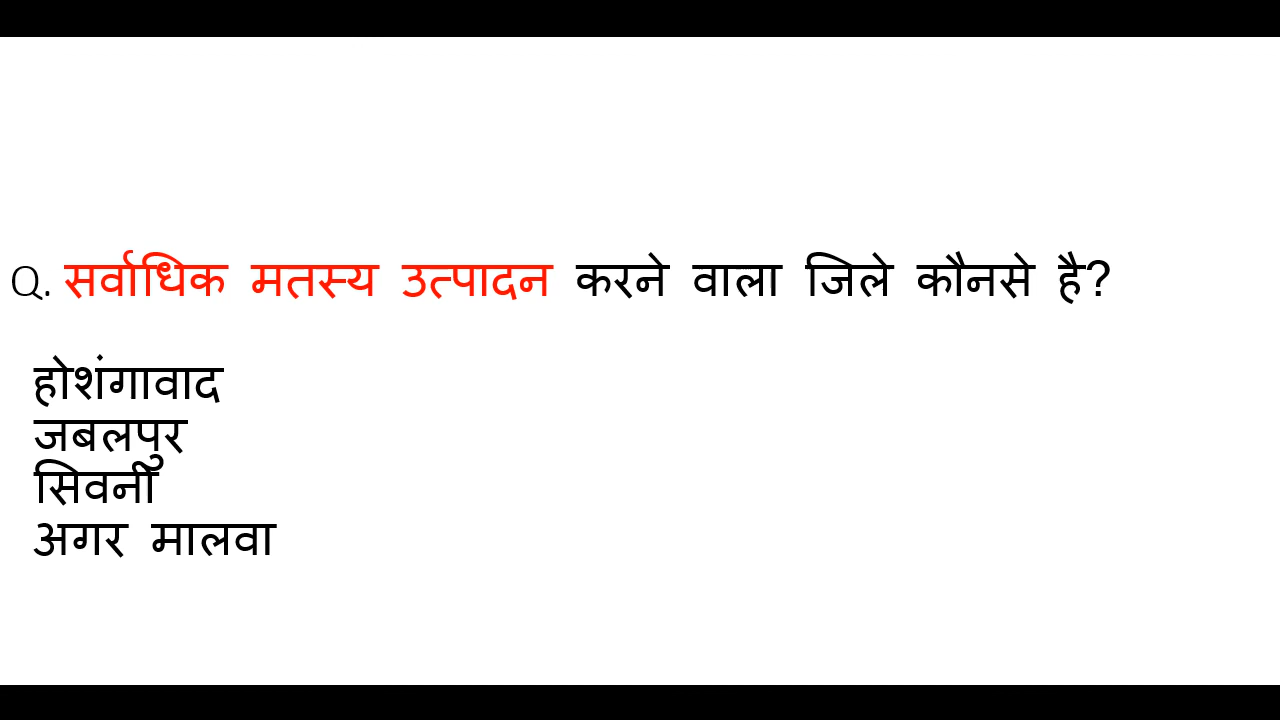 Q. सर्वाधिक मतस्य उत्पादन करने वाला जिले कौनसे है?
होशंगावाद
जबलपुर
सिवनी
अगर मालवा